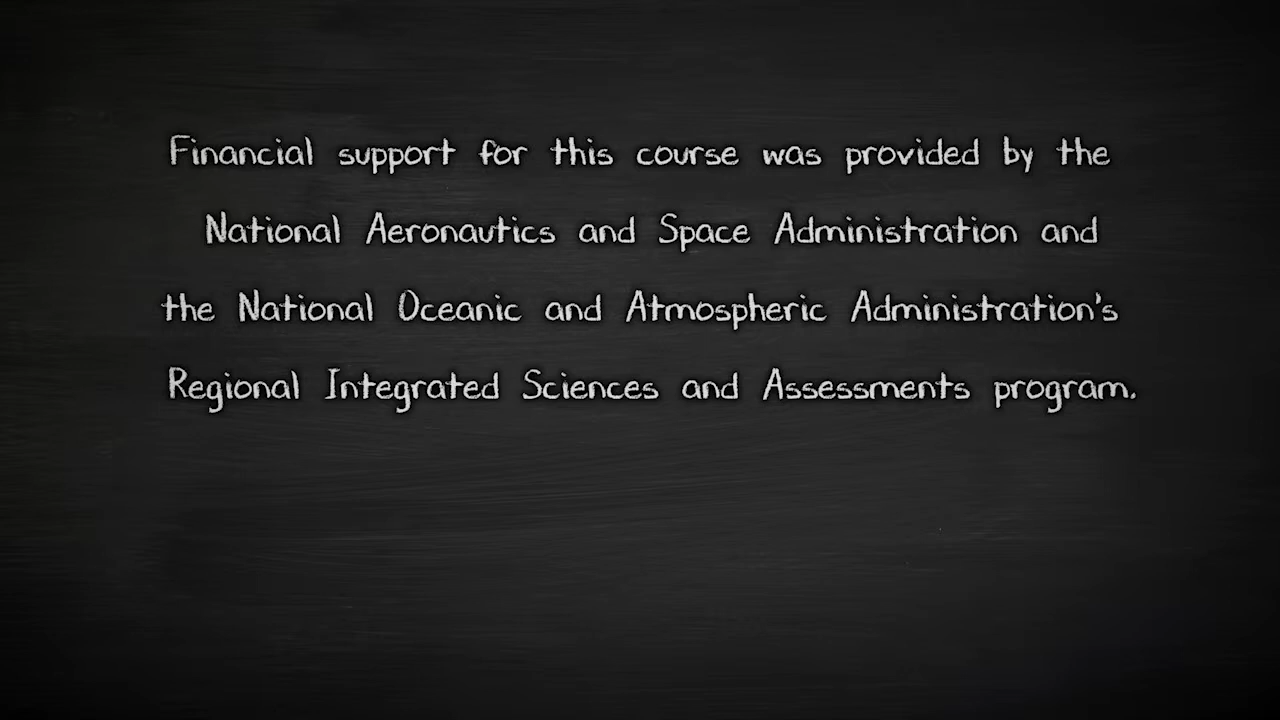 Financial support for this course was provided by the
National Aeronautics and Space Administration and
the National Oceanic and Atmospheric Administration's
Regional Integrated Sciences and Assessments program.